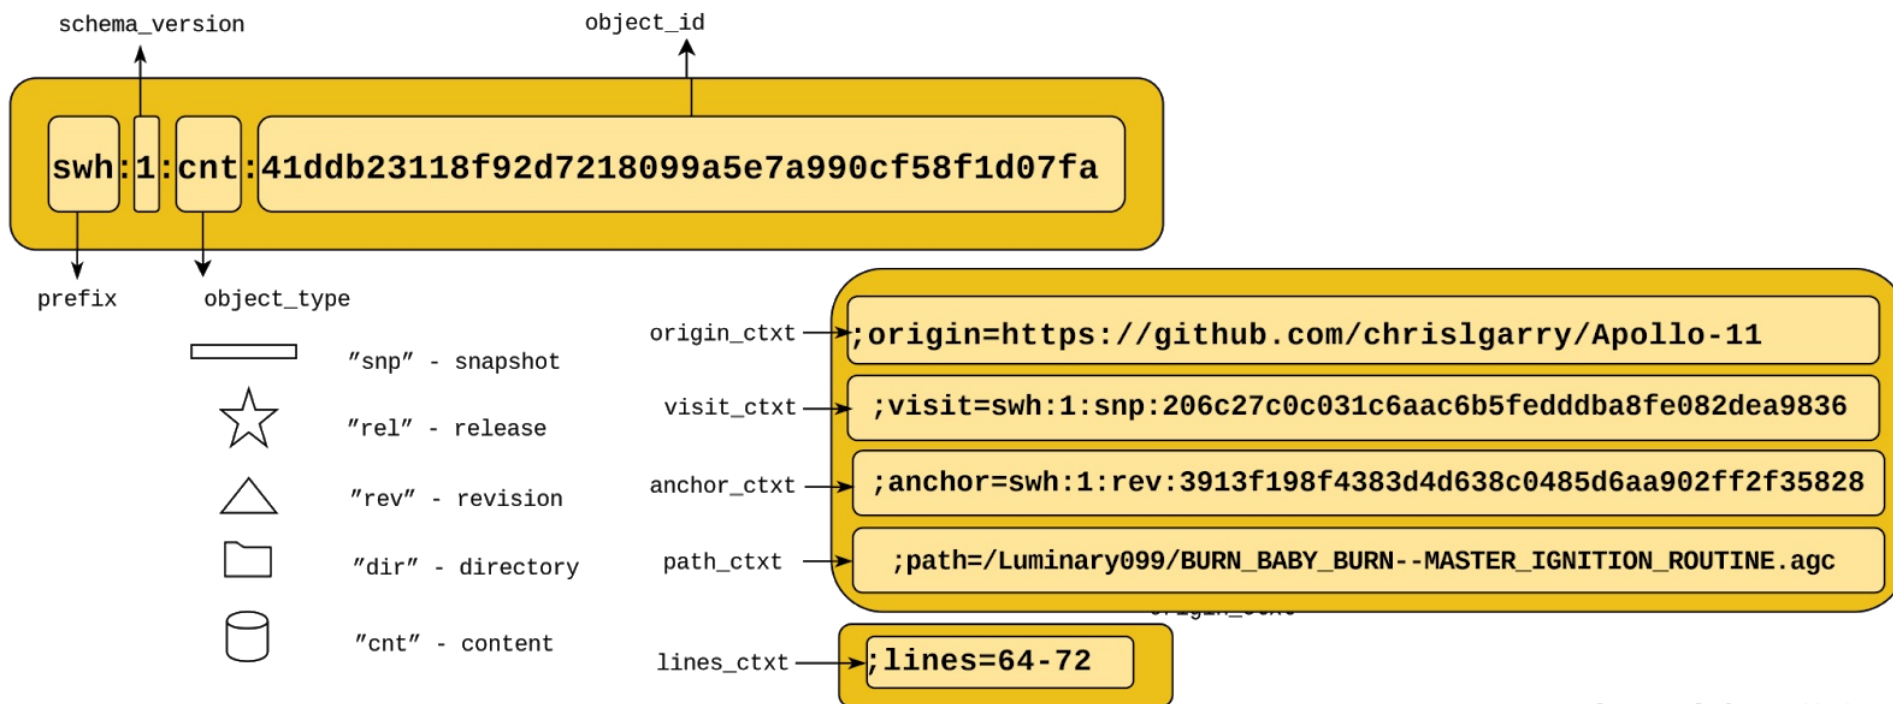 schema_version
object_id
swh:1:cnt:41ddb23118f92d7218099a5e7a990cf58f1d07fa
prefix
object_type
”snp” - snapshot
”rel” - release
”rev” - revision
”dir” - directory
”cnt” - content
origin_ctxt
;origin=https://github.com/chrislgarry/Apollo-11
visit_ctxt
;visit=swh:1:snp:206c27c0c031c6aac6b5fedddba8fe082dea9836
anchor_ctxt
;anchor=swh:1:rev:3913f198f4383d4d638c0485d6aa902ff2f35828
path_ctxt
;path=/Luminary099/BURN_BABY_BURN--MASTER_IGNITION_ROUTINE.agc
lines_ctxt
;lines=64-72